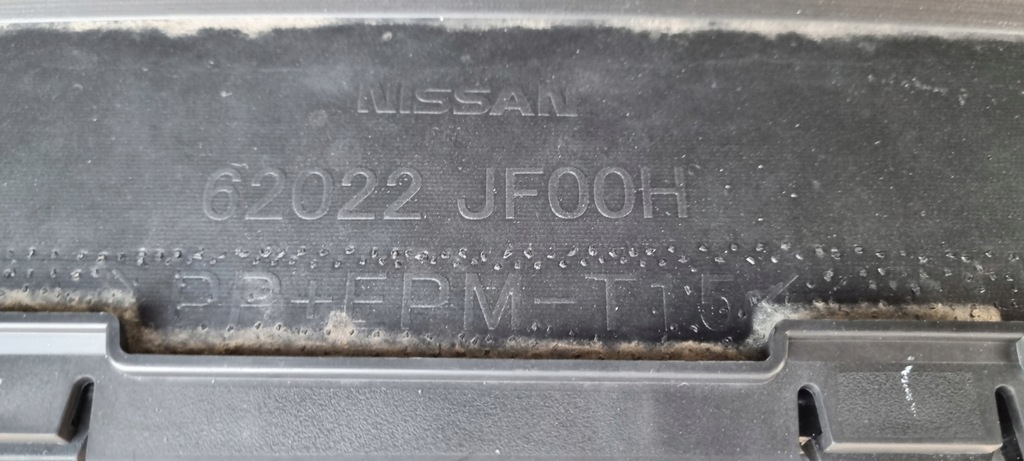 NISSAN
62022 JF00H
>PP+EPM-T15<